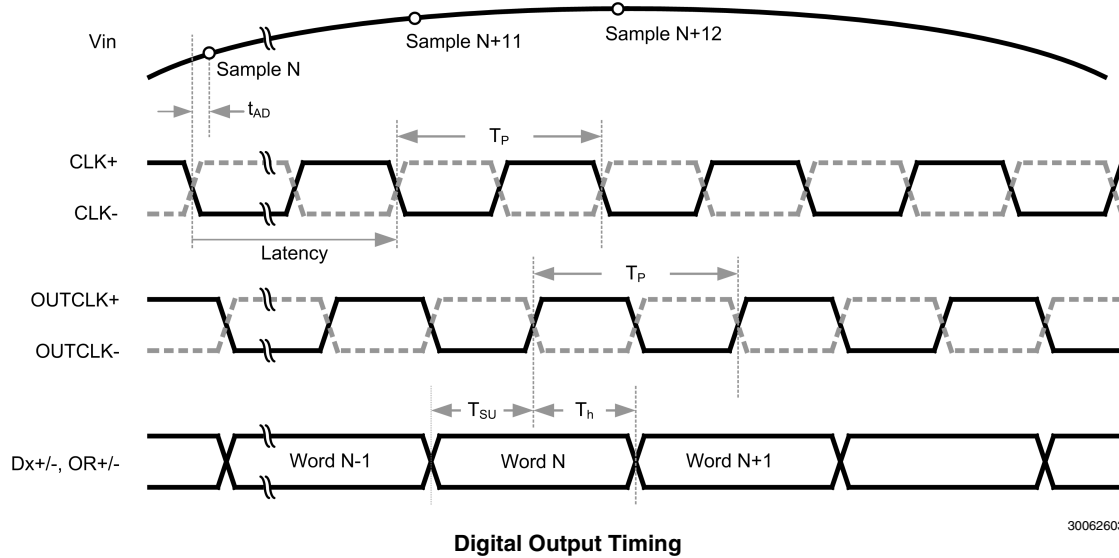 Vin
Sample N
Sample N+11
Sample N+12
tAD
TP
CLK+
CLK-
Latency
TP
OUTCLK+
OUTCLK-
TSU
Th
Dx+/-, OR+/-
Word N-1
Word N
Word N+1
Digital Output Timing